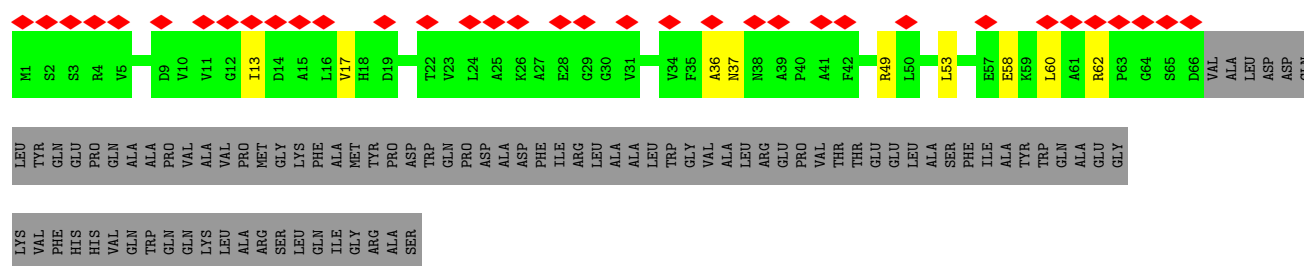 M1 S2 S3 R4 V5 D9 V10 V11 G12 I13 D14 A15 L16 V17 H18 D19 T22 V23 L24 A25 K26 A27 E28 G29 G30 V31 V34 F35 A36 N37 N38 A39 P40 A41 F42 R49 L50 L53 E57 E58 K59 L60 A61 R62 P63 G64 S65 D66 VAL ALA LEU ASP ASP GLN
LEU TYR GLN GLU PRO GLN ALA ALA PRO VAL ALA VAL PRO MET GLY LYS PHE ALA MET TYR PRO ASP TRP GLN PRO ASP ALA ASP PHE ILE ARG LEU ALA ALA LEU TRP GLY VAL ALA LEU ARG GLU PRO VAL THR THR GLU GLU LEU ALA SER PHE ILE ALA TYR TRP GLN ALA GLU GLY
LYS VAL PHE HIS HIS VAL GLN TRP GLN GLN LYS LEU ALA ARG SER LEU GLN ILE GLY ARG ALA SER